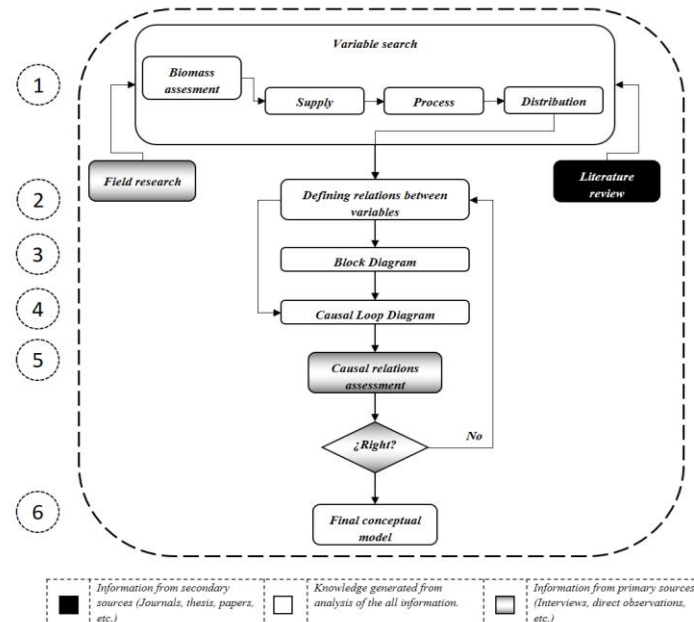 Variable search
1
Biomass
assesment
Supply
Process
Distribution
Field research
Literature
review
2
Defining relations between
variables
3
Block Diagram
4
Causal Loop Diagram
5
Causal relations
assessment
¿Right?
No
6
Final conceptual
model
Information from secondary
sources (Journals, thesis, papers,
etc.)
Knowledge generated from
analysis of the all information.
Information from primary sources
(Interviews, direct observations,
etc.)